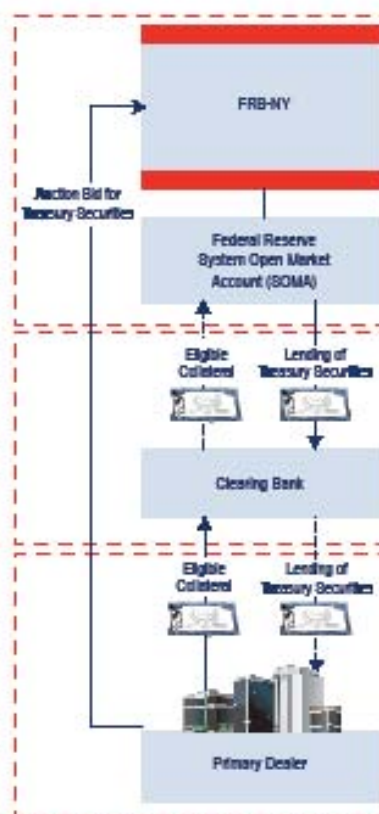 FRB-NY
Auction Bid for
Treasury Securities
Federal Reserve
System Open Market
Account (SOMA)
Eligible
Collateral
Lending of
Treasury Securities
Clearing Bank
Eligible
Collateral
Lending of
Treasury Securities
Primary Dealer